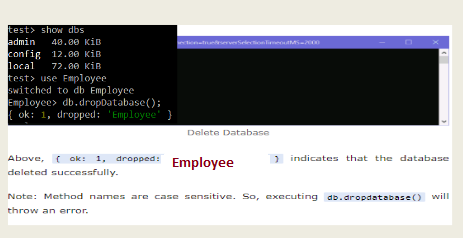 test> show dbs
admin 40.00 KiB
config 12.00 KiB
local 72.00 KiB
test> use Employee
switched to db Employee
Employee> db.dropDatabase();
{ ok: 1, dropped: 'Employee' }
ection=true&serverSelectionTimeoutMS=2000
Delete Database
Above, { ok: 1, dropped: Employee } indicates that the database
deleted successfully.
Note: Method names are case sensitive. So, executing db.dropdatabase() will
throw an error.